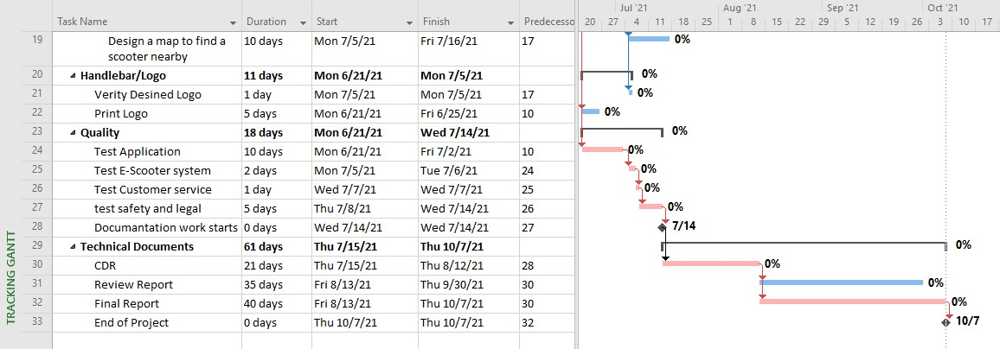 Task Name Duration Start Finish Predecesso
Jul '21 Aug '21 Sep '21 Oct '21
20 27 4 11 18 25 1 8 15 22 29 5 12 19 26 3 10 17
19 Design a map to find a scooter nearby 10 days Mon 7/5/21 Fri 7/16/21 17 0%
20 Handlebar/Logo 11 days Mon 6/21/21 Mon 7/5/21 0%
21 Verity Desined Logo 1 day Mon 7/5/21 Mon 7/5/21 17 0%
22 Print Logo 5 days Mon 6/21/21 Fri 6/25/21 10 0%
23 Quality 18 days Mon 6/21/21 Wed 7/14/21 0%
24 Test Application 10 days Mon 6/21/21 Fri 7/2/21 10 0%
25 Test E-Scooter system 2 days Mon 7/5/21 Tue 7/6/21 24 0%
26 Test Customer service 1 day Wed 7/7/21 Wed 7/7/21 25 0%
27 test safety and legal 5 days Thu 7/8/21 Wed 7/14/21 26 0%
28 Documantation work starts 0 days Wed 7/14/21 Wed 7/14/21 27 7/14
29 Technical Documents 61 days Thu 7/15/21 Thu 10/7/21 0%
30 CDR 21 days Thu 7/15/21 Thu 8/12/21 28 0%
31 Review Report 35 days Fri 8/13/21 Thu 9/30/21 30 0%
32 Final Report 40 days Fri 8/13/21 Thu 10/7/21 30 0%
33 End of Project 0 days Thu 10/7/21 Thu 10/7/21 32 10/7
TRACKING GANTT